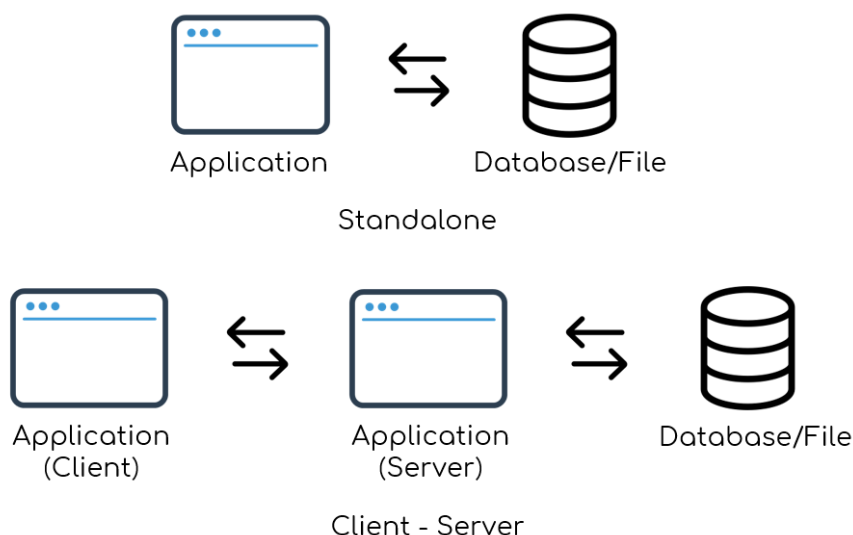 Application
Database/File
Standalone
Application
(Client)
Application
(Server)
Database/File
Client - Server